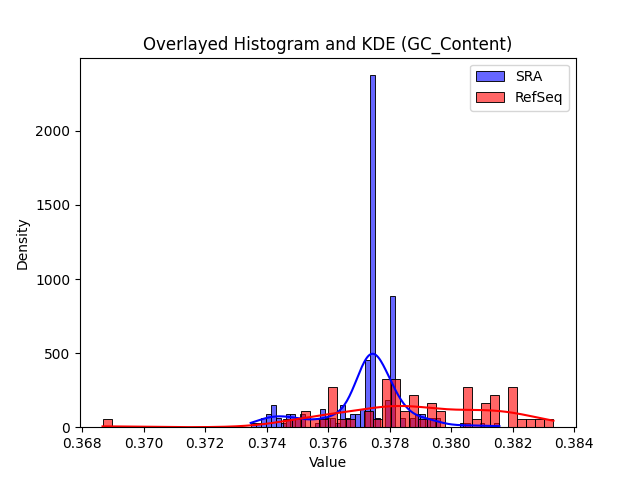 Overlayed Histogram and KDE (GC_Content)
SRA
RefSeq
2000
1500
1000
500
0
Density
0.368 0.370 0.372 0.374 0.376 0.378 0.380 0.382 0.384
Value